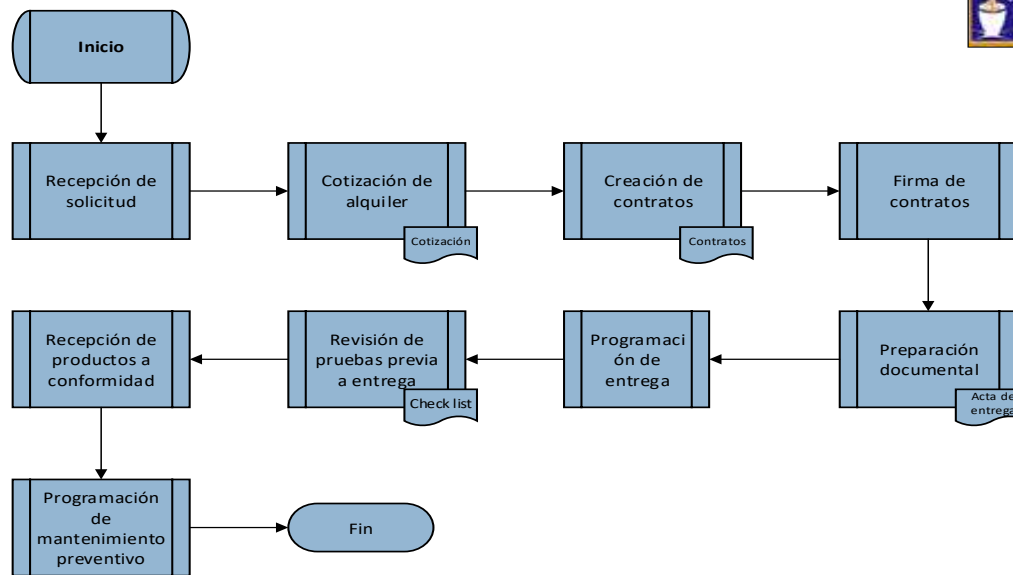 Inicio
Recepción de
solicitud
Cotización de
alquiler
Cotización
Creación de
contratos
Contratos
Firma de
contratos
Preparación
documental
Acta de
entrega
Programaci
ón de
entrega
Revisión de
pruebas previa
a entrega
Check list
Recepción de
productos a
conformidad
Programación
de
mantenimiento
preventivo
Fin